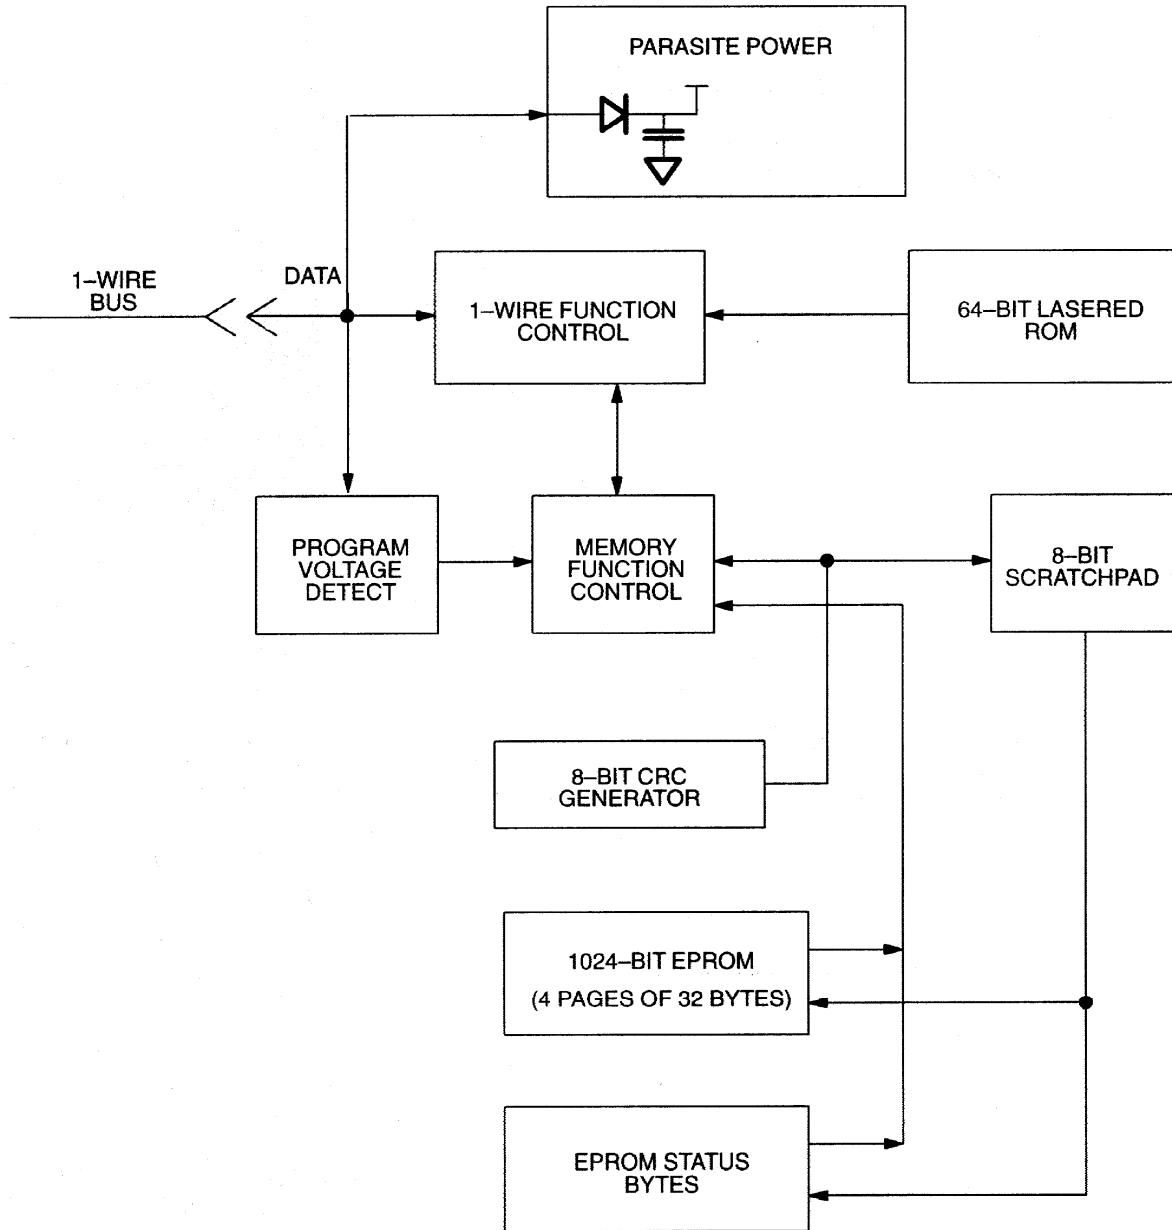 PARASITE POWER
1–WIRE
BUS
DATA
1–WIRE FUNCTION
CONTROL
64–BIT LASERED
ROM
PROGRAM
VOLTAGE
DETECT
MEMORY
FUNCTION
CONTROL
8–BIT
SCRATCHPAD
8–BIT CRC
GENERATOR
1024–BIT EPROM
(4 PAGES OF 32 BYTES)
EPROM STATUS
BYTES